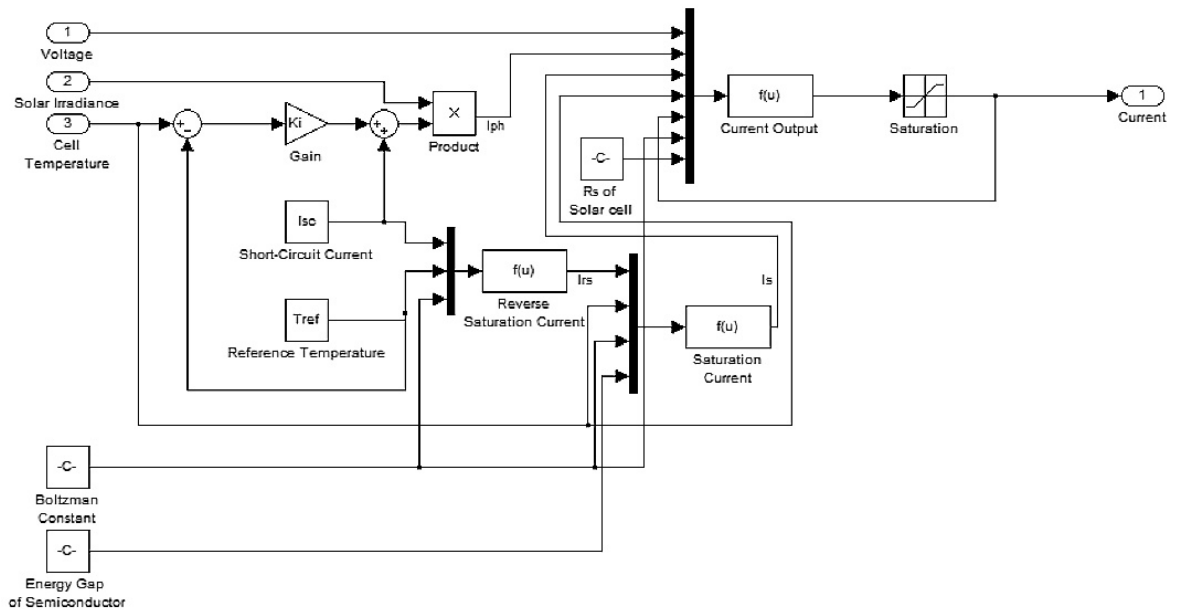 1
Voltage
2
Solar Irradiance
3
Cell
Temperature
+
-
Ki
Gain
+
+
X
Product
Iph
Isc
Short-Circuit Current
Tref
Reference Temperature
f(u)
Reverse
Saturation Current
Irs
-C-
Rs of
Solar cell
f(u)
Current Output
Saturation
1
Current
f(u)
Saturation
Current
Is
-C-
Boltzman
Constant
-C-
Energy Gap
of Semiconductor